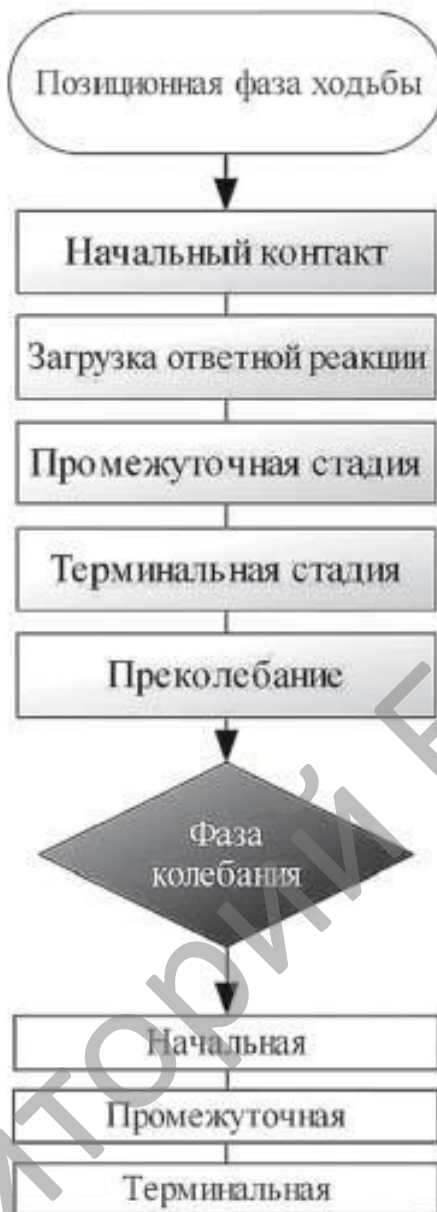 Позиционная фаза ходьбы
Начальный контакт
Загрузка ответной реакции
Промежуточная стадия
Терминальная стадия
Преколебание
Фаза
колебания
Начальная
Промежуточная
Терминальная